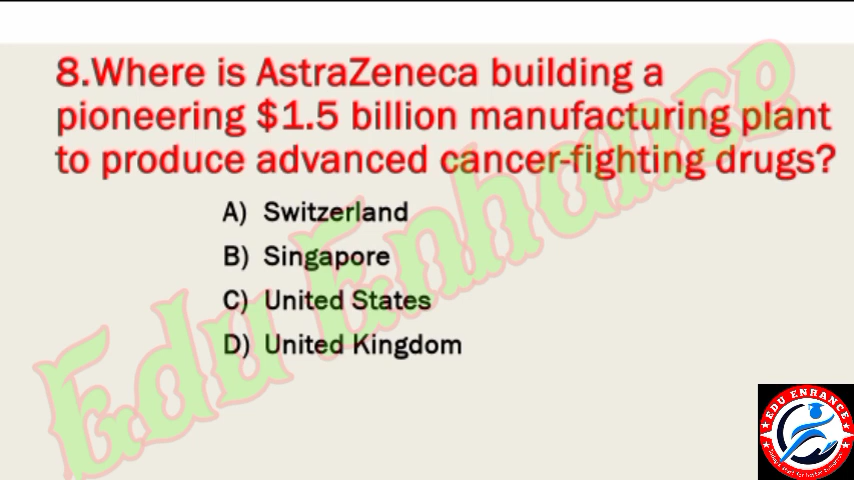 8.Where is AstraZeneca building a
pioneering $1.5 billion manufacturing plant
to produce advanced cancer-fighting drugs?
A) Switzerland
B) Singapore
C) United States
D) United Kingdom
Edu Enhance
EDU ENHANCE